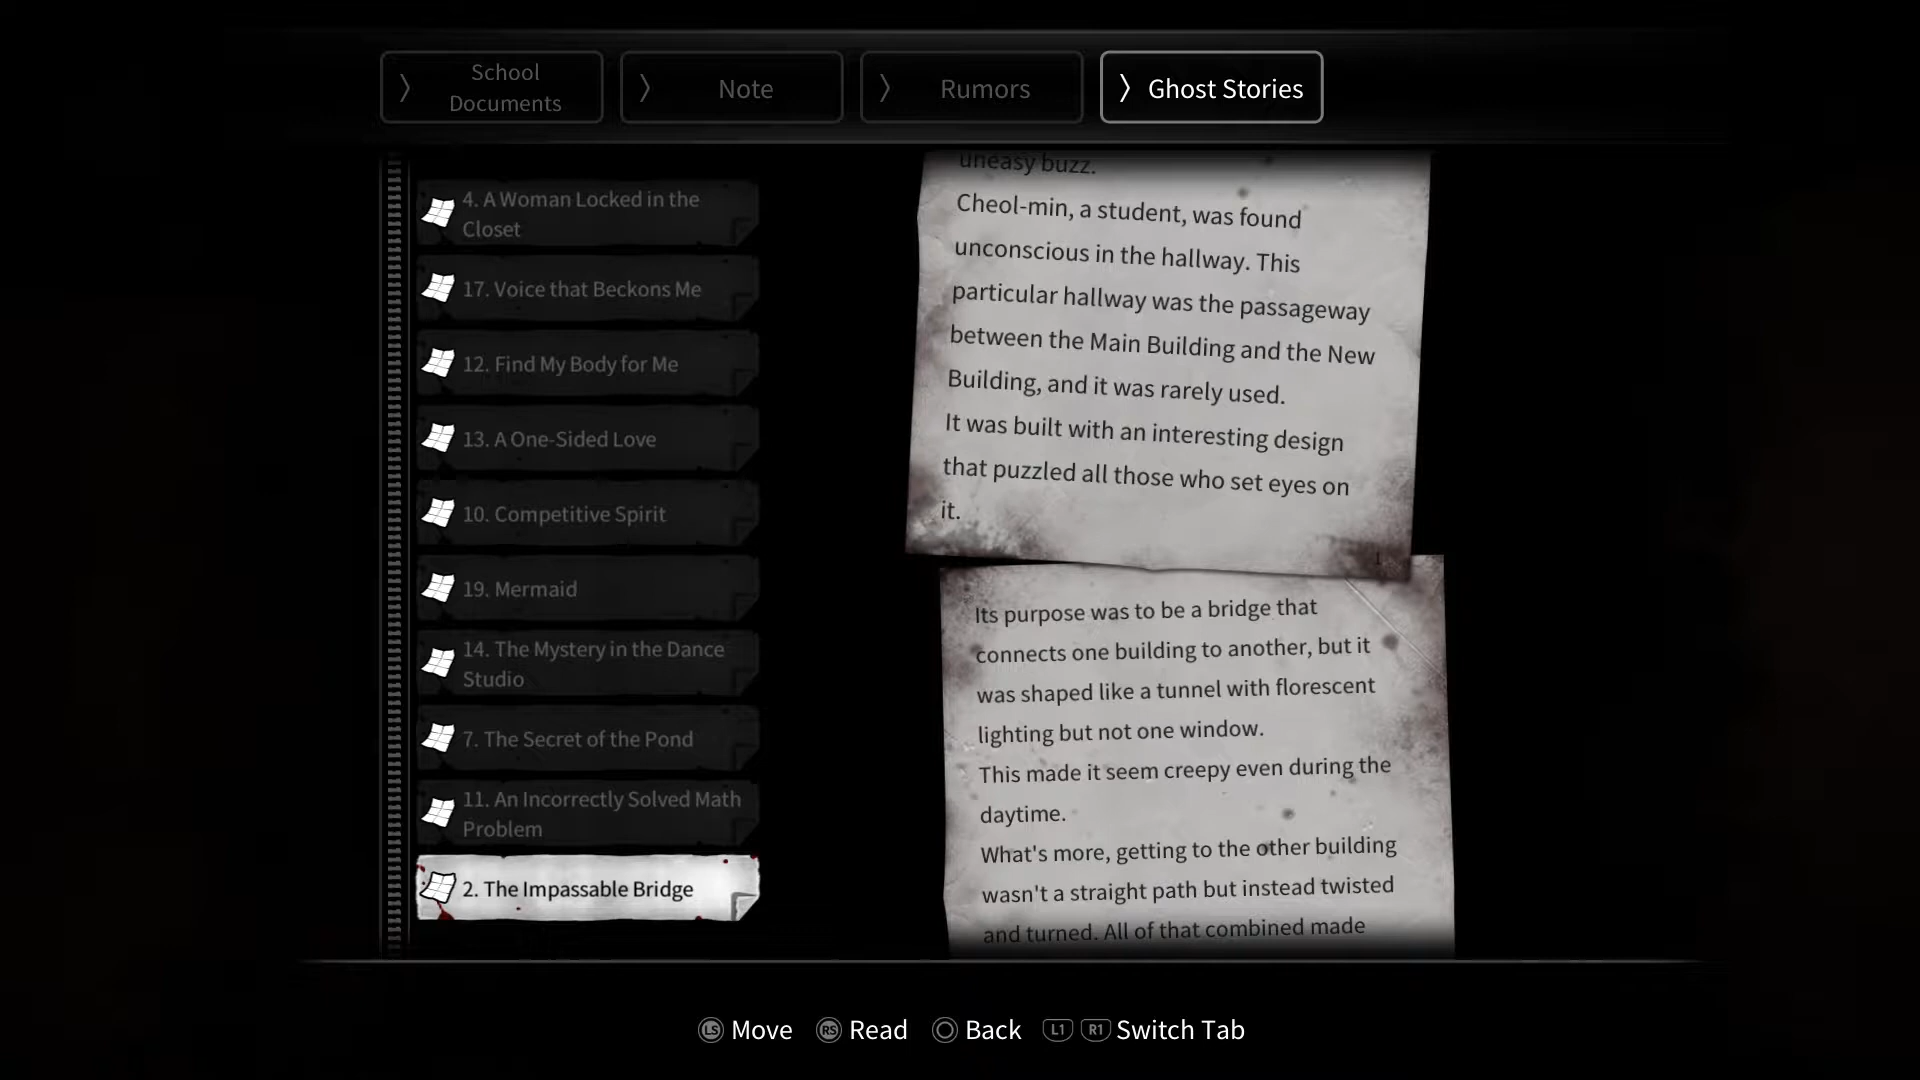 School
Documents
Note
Rumors
Ghost Stories
4. A Woman Locked in the
Closet
17. Voice that Beckons Me
12. Find My Body for Me
13. A One-Sided Love
10. Competitive Spirit
19. Mermaid
14. The Mystery in the Dance
Studio
7. The Secret of the Pond
11. An Incorrectly Solved Math
Problem
2. The Impassable Bridge
uneasy buzz.
Cheol-min, a student, was found
unconscious in the hallway. This
particular hallway was the passageway
between the Main Building and the New
Building, and it was rarely used.
It was built with an interesting design
that puzzled all those who set eyes on
it.
1
Its purpose was to be a bridge that
connects one building to another, but it
was shaped like a tunnel with florescent
lighting but not one window.
This made it seem creepy even during the
daytime.
What's more, getting to the other building
wasn't a straight path but instead twisted
and turned. All of that combined made
LS Move RS Read Back L1 R1 Switch Tab